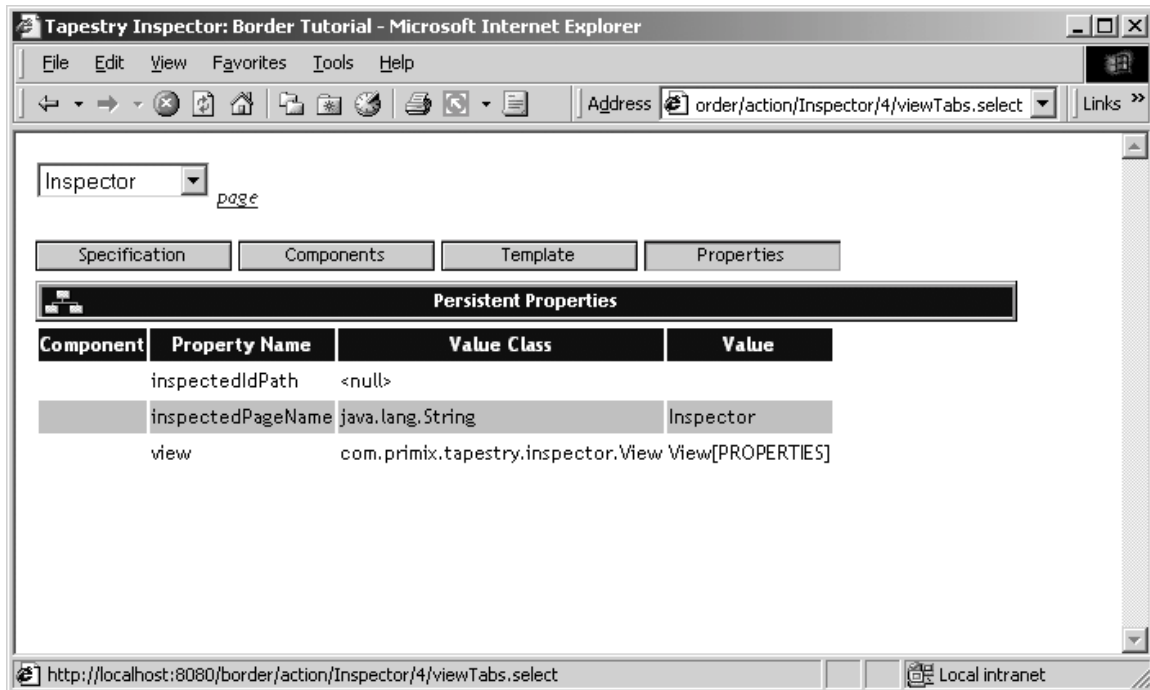 Tapestry Inspector: Border Tutorial - Microsoft Internet Explorer
File Edit View Favorites Tools Help
Address order/action/Inspector/4/viewTabs.select Links »
Inspector
page
Specification Components Template Properties
Persistent Properties
Component Property Name Value Class Value
inspectedIdPath <null>
inspectedPageName java.lang.String Inspector
view com.primix.tapestry.inspector.View View[PROPERTIES]
http://localhost:8080/border/action/Inspector/4/viewTabs.select Local intranet